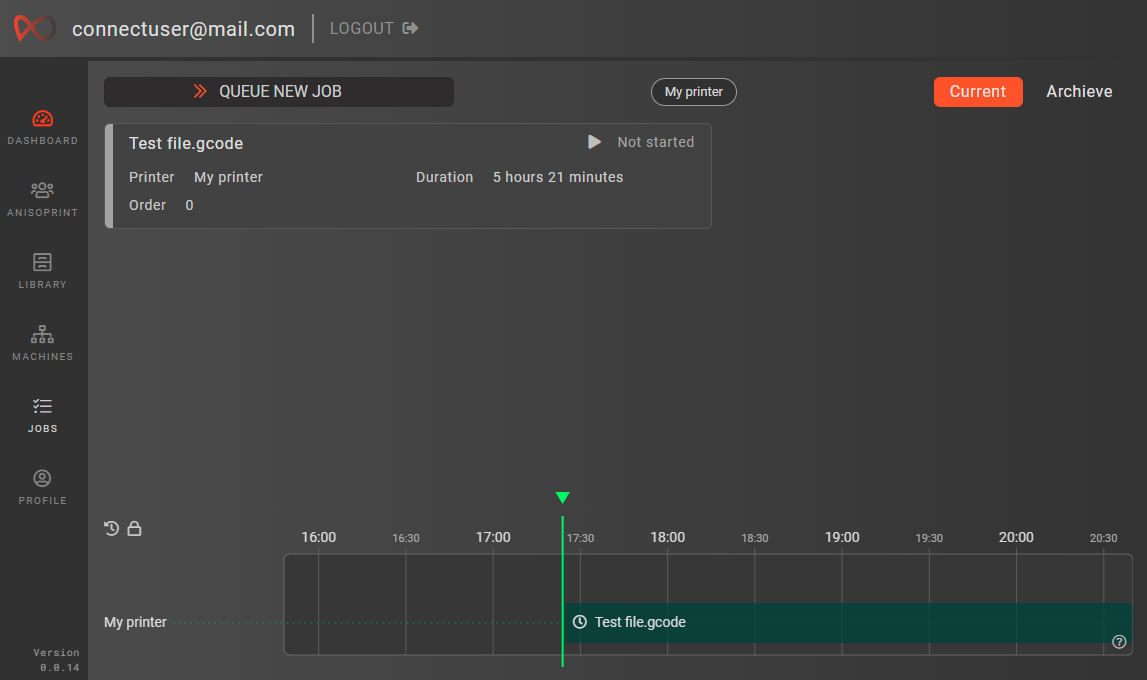 connectuser@mail.com LOGOUT
DASHBOARD
ANISOPRINT
LIBRARY
MACHINES
JOBS
PROFILE
Version
0.0.14
QUEUE NEW JOB My printer Current Archieve
Test file.gcode Not started
Printer My printer Duration 5 hours 21 minutes
Order 0
16:00 16:30 17:00 17:30 18:00 18:30 19:00 19:30 20:00 20:30
My printer Test file.gcode